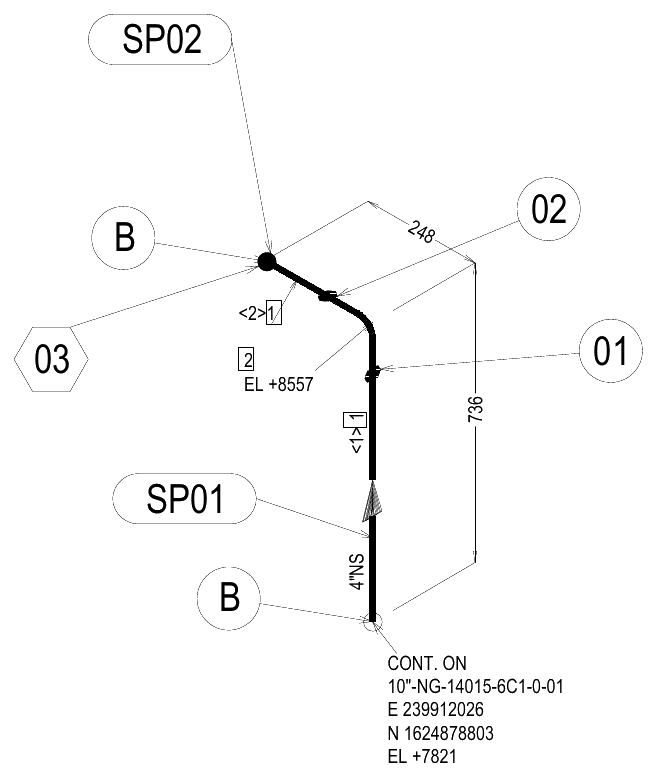 SP02
02
B
248
<2>1
03
2
EL +8557
01
736
<1>1
SP01
4"NS
B
CONT. ON
10"-NG-14015-6C1-0-01
E 239912026
N 1624878803
EL +7821